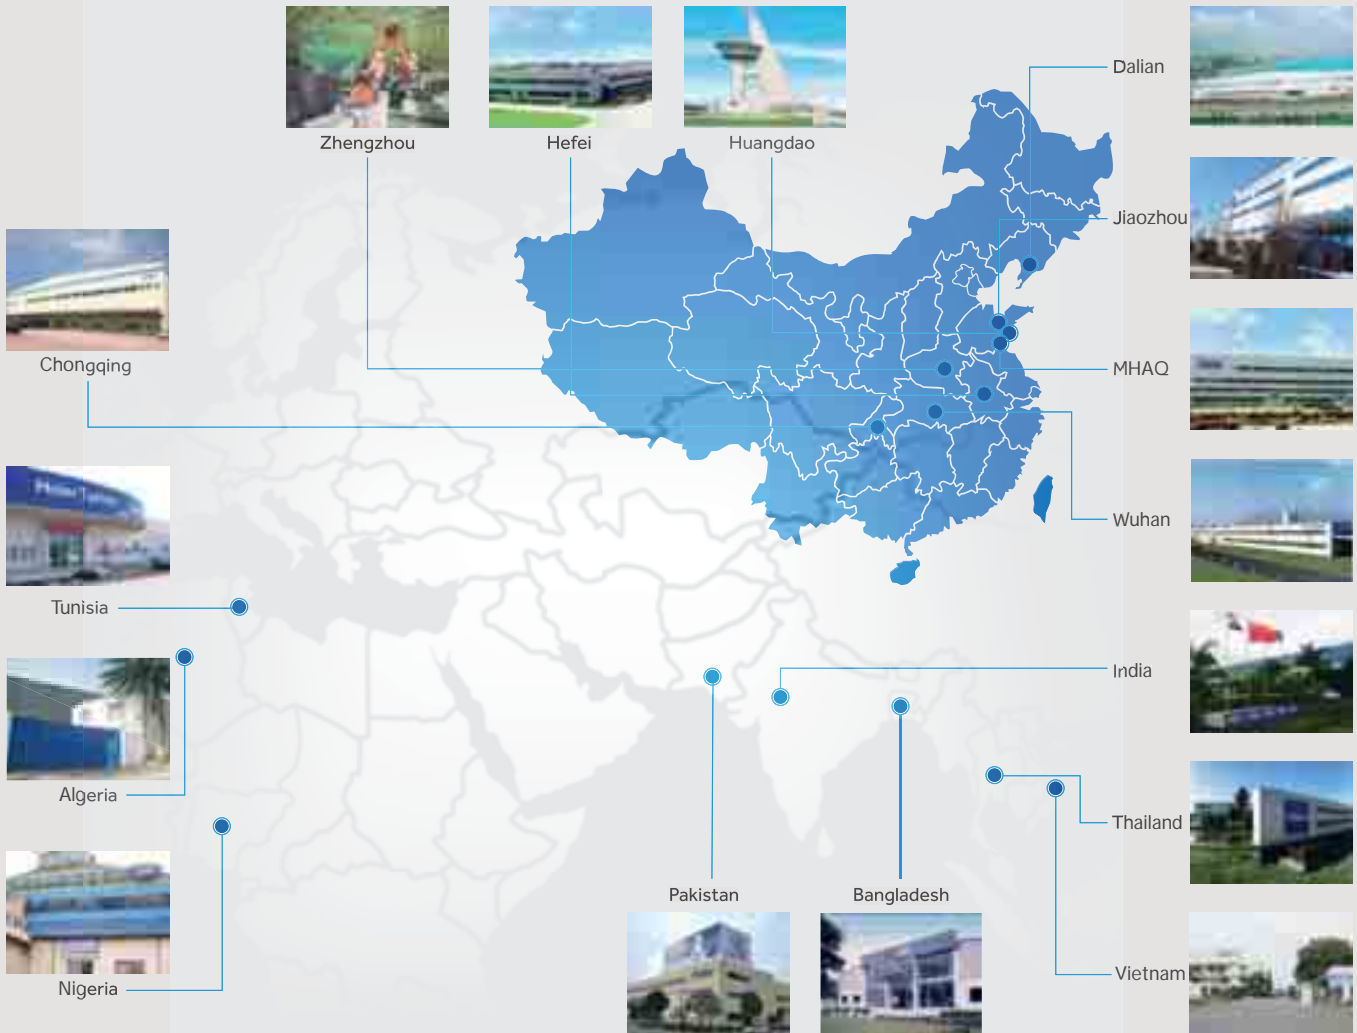 Dalian
Zhengzhou
Hefei
Huangdao
Jiaozhou
Chongqing
MHAQ
Wuhan
Tunisia
India
Algeria
Thailand
Pakistan
Bangladesh
Vietnam
Nigeria